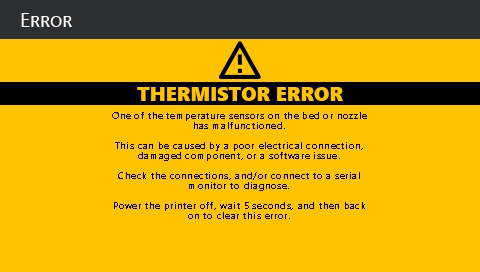 Error
THERMISTOR ERROR
One of the temperature sensors on the bed or nozzle
has malfunctioned.
This can be caused by a poor electrical connection,
damaged component, or a software issue.
Check the connections, and/or connect to a serial
monitor to diagnose.
Power the printer off, wait 5 seconds, and then back
on to clear this error.